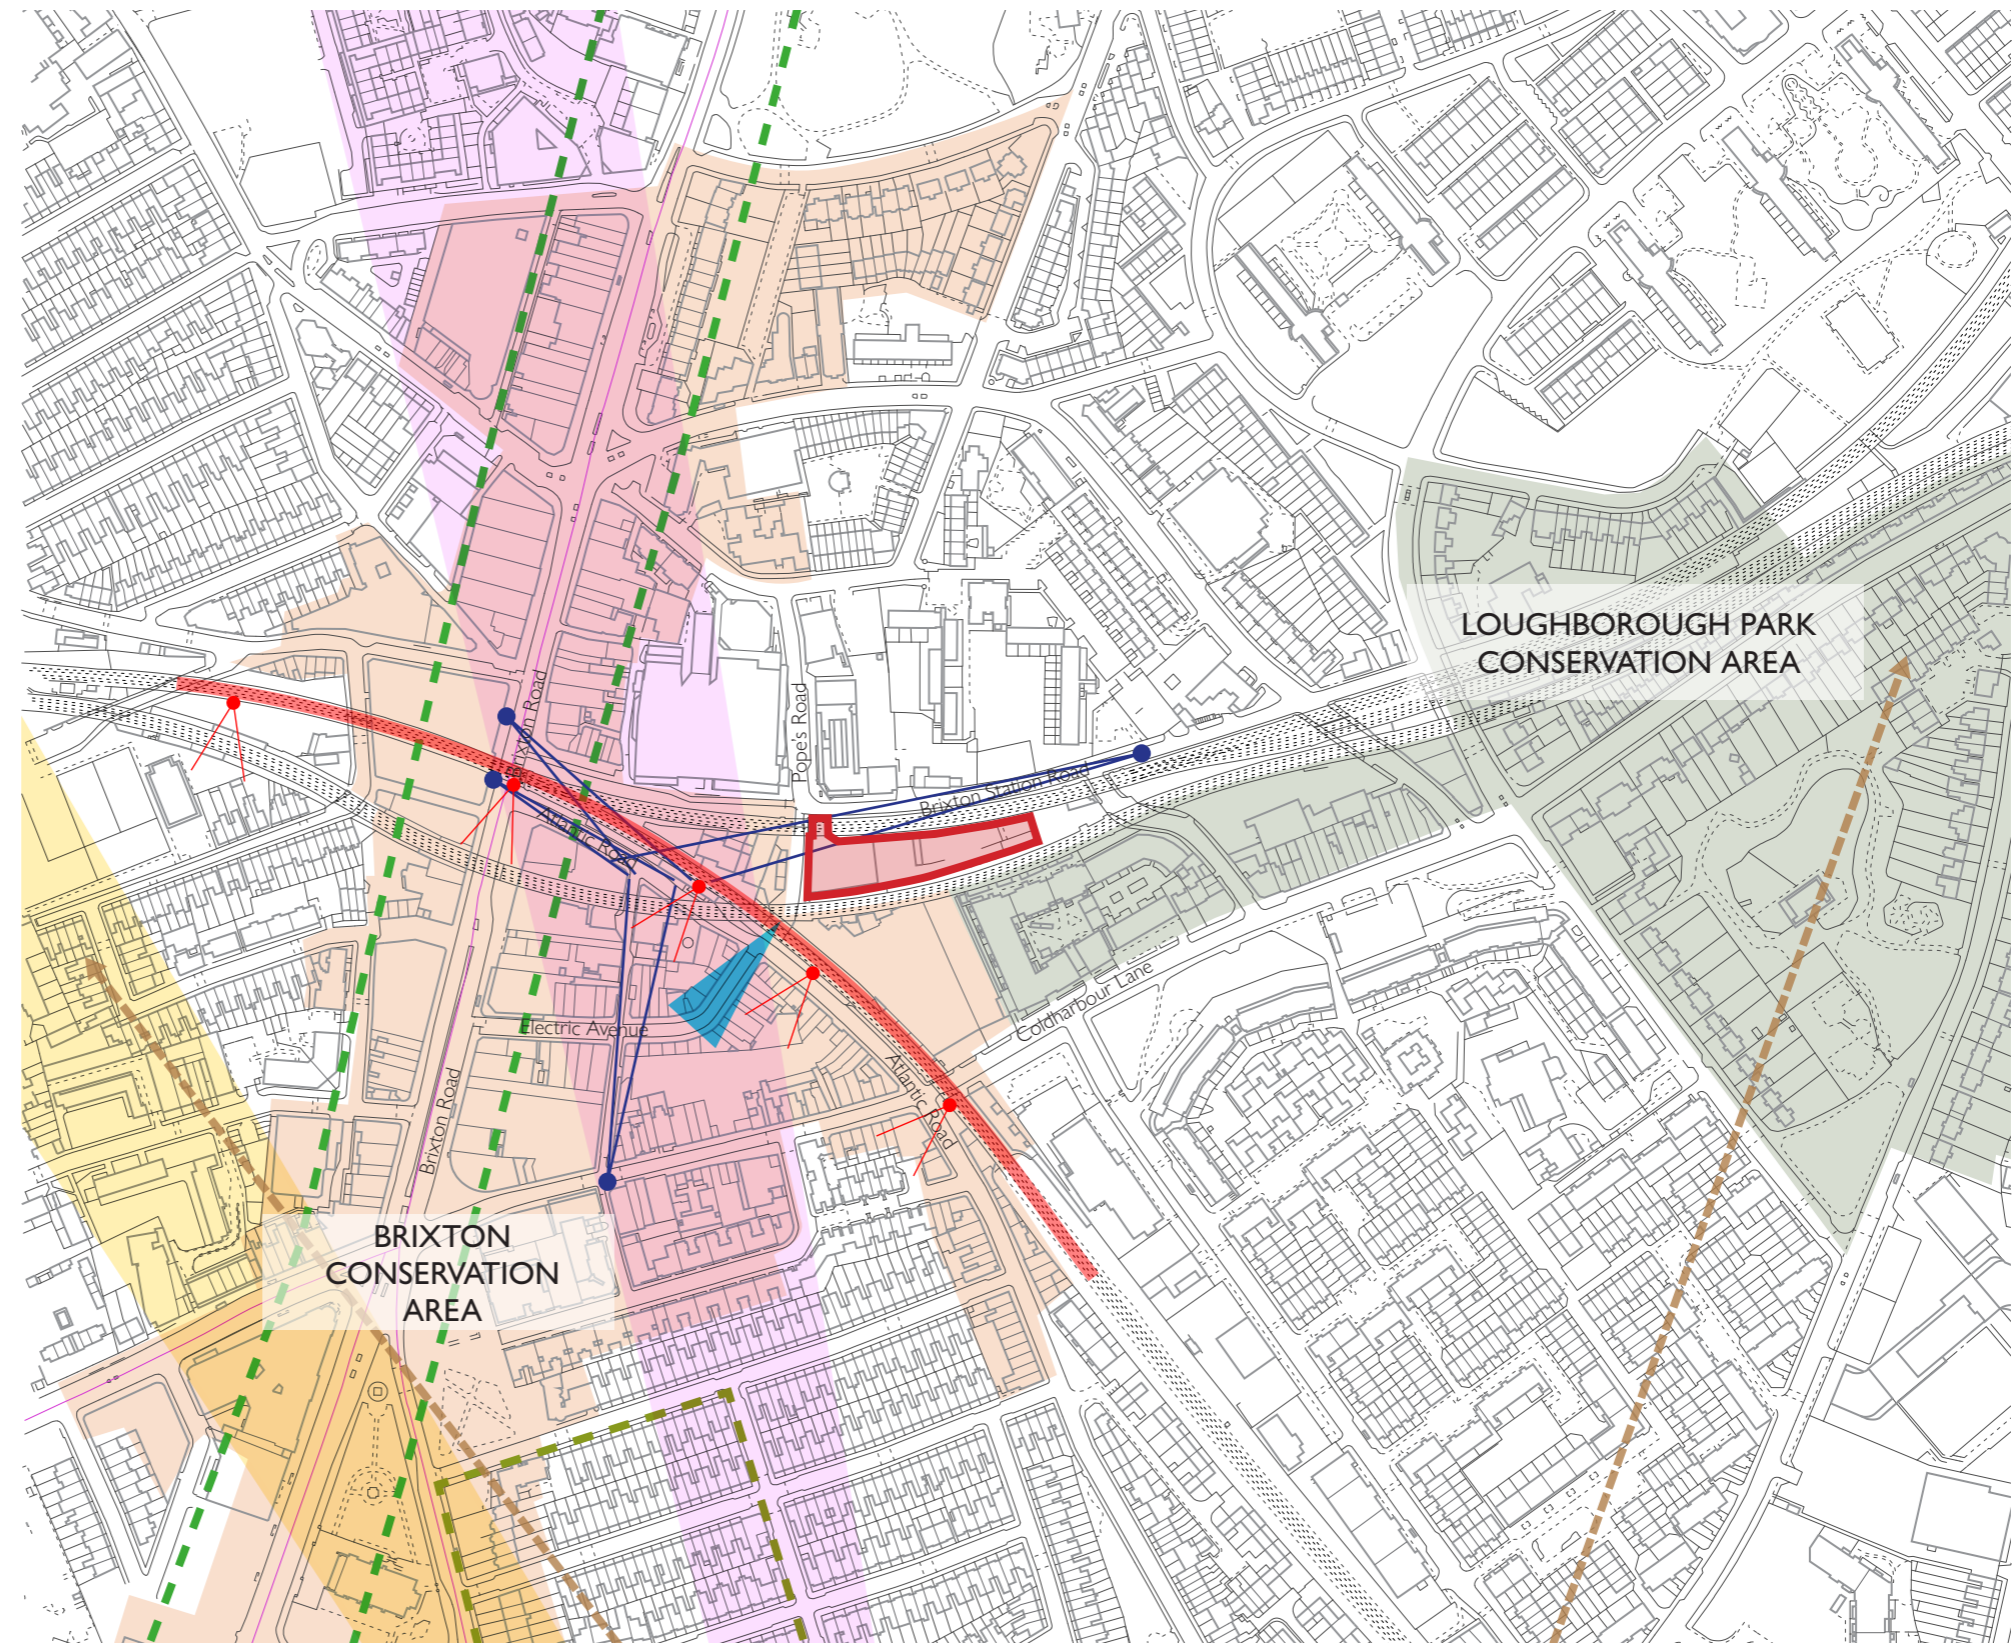 LOUGHBOROUGH PARK
CONSERVATION AREA
Brixton Road
Pope's Road
Brixton Station Road
Atlantic Road
Electric Avenue
Coldharbour Lane
Atlantic Road
Brixton Road
BRIXTON
CONSERVATION
AREA